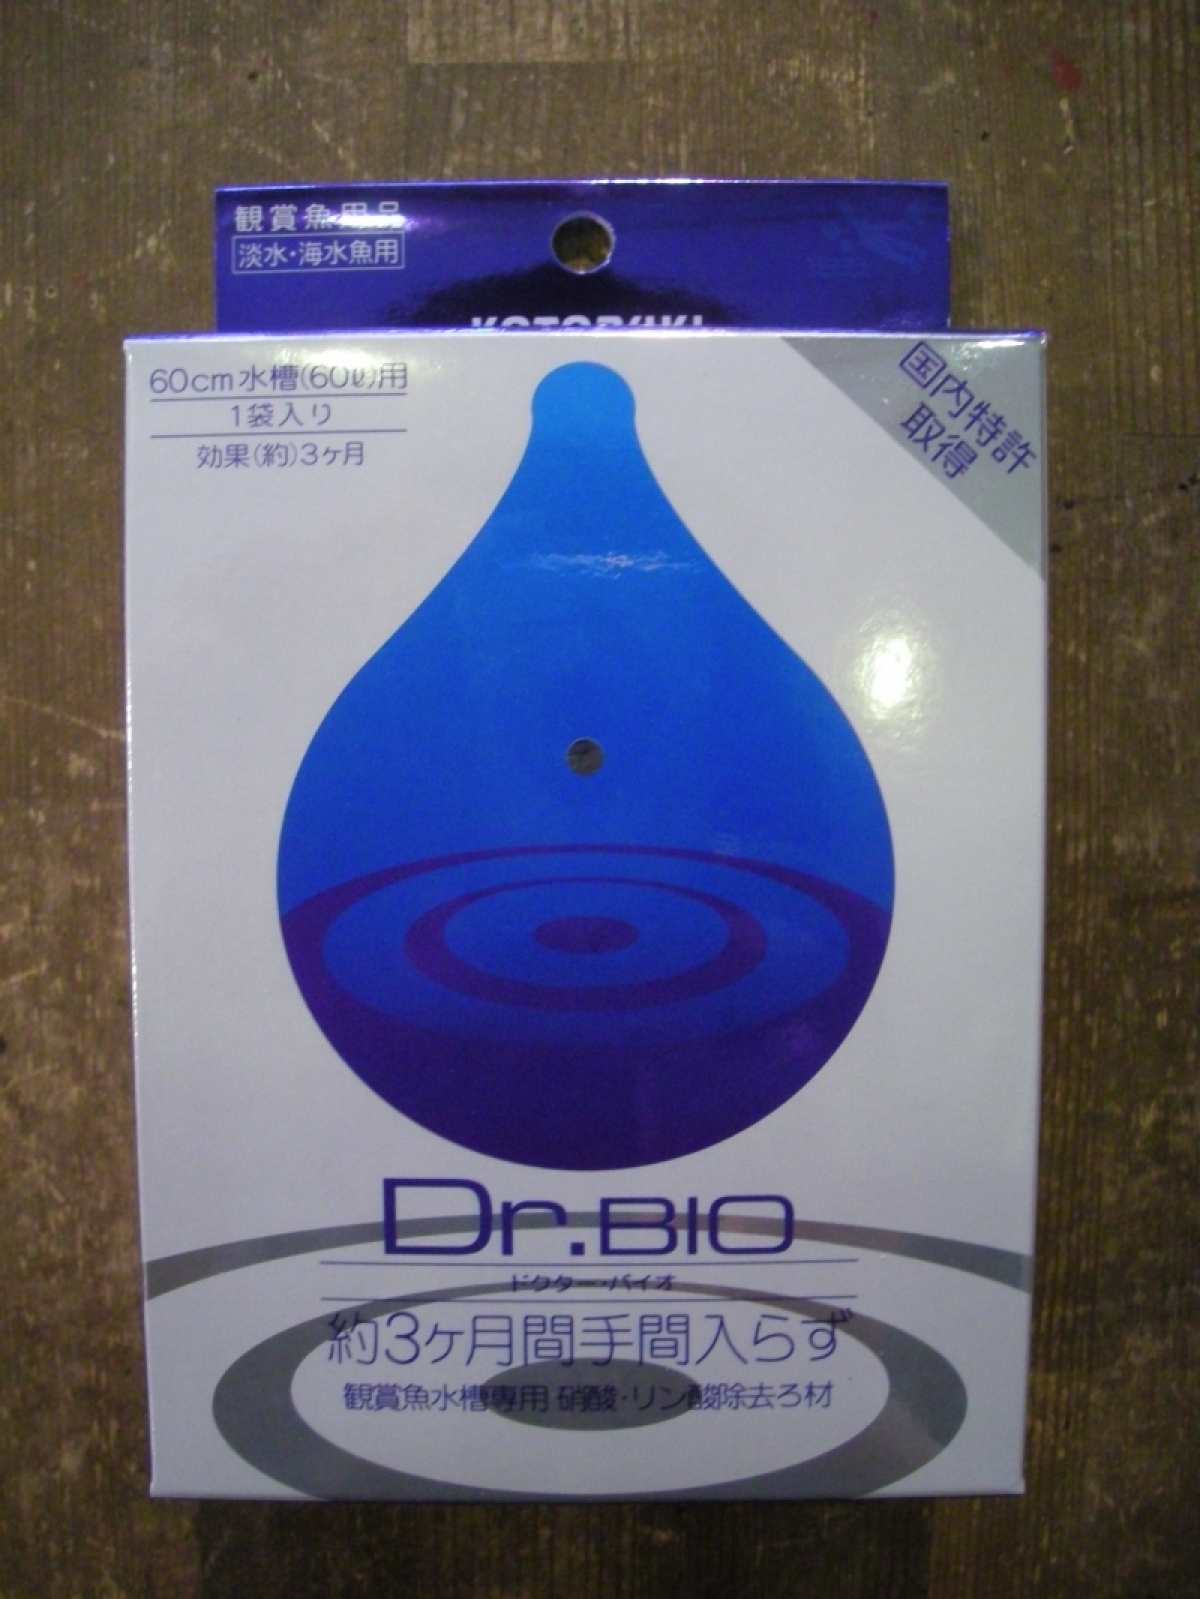 観賞魚用品
淡水・海水魚用
KOTOBUKI
60cm水槽(60ℓ)用
1袋入り
効果(約)3ヶ月
国内特許
取得
Dr.BIO
ドクター・バイオ
約3ヶ月間手間入らず
観賞魚水槽専用 硝酸・リン酸除去ろ材